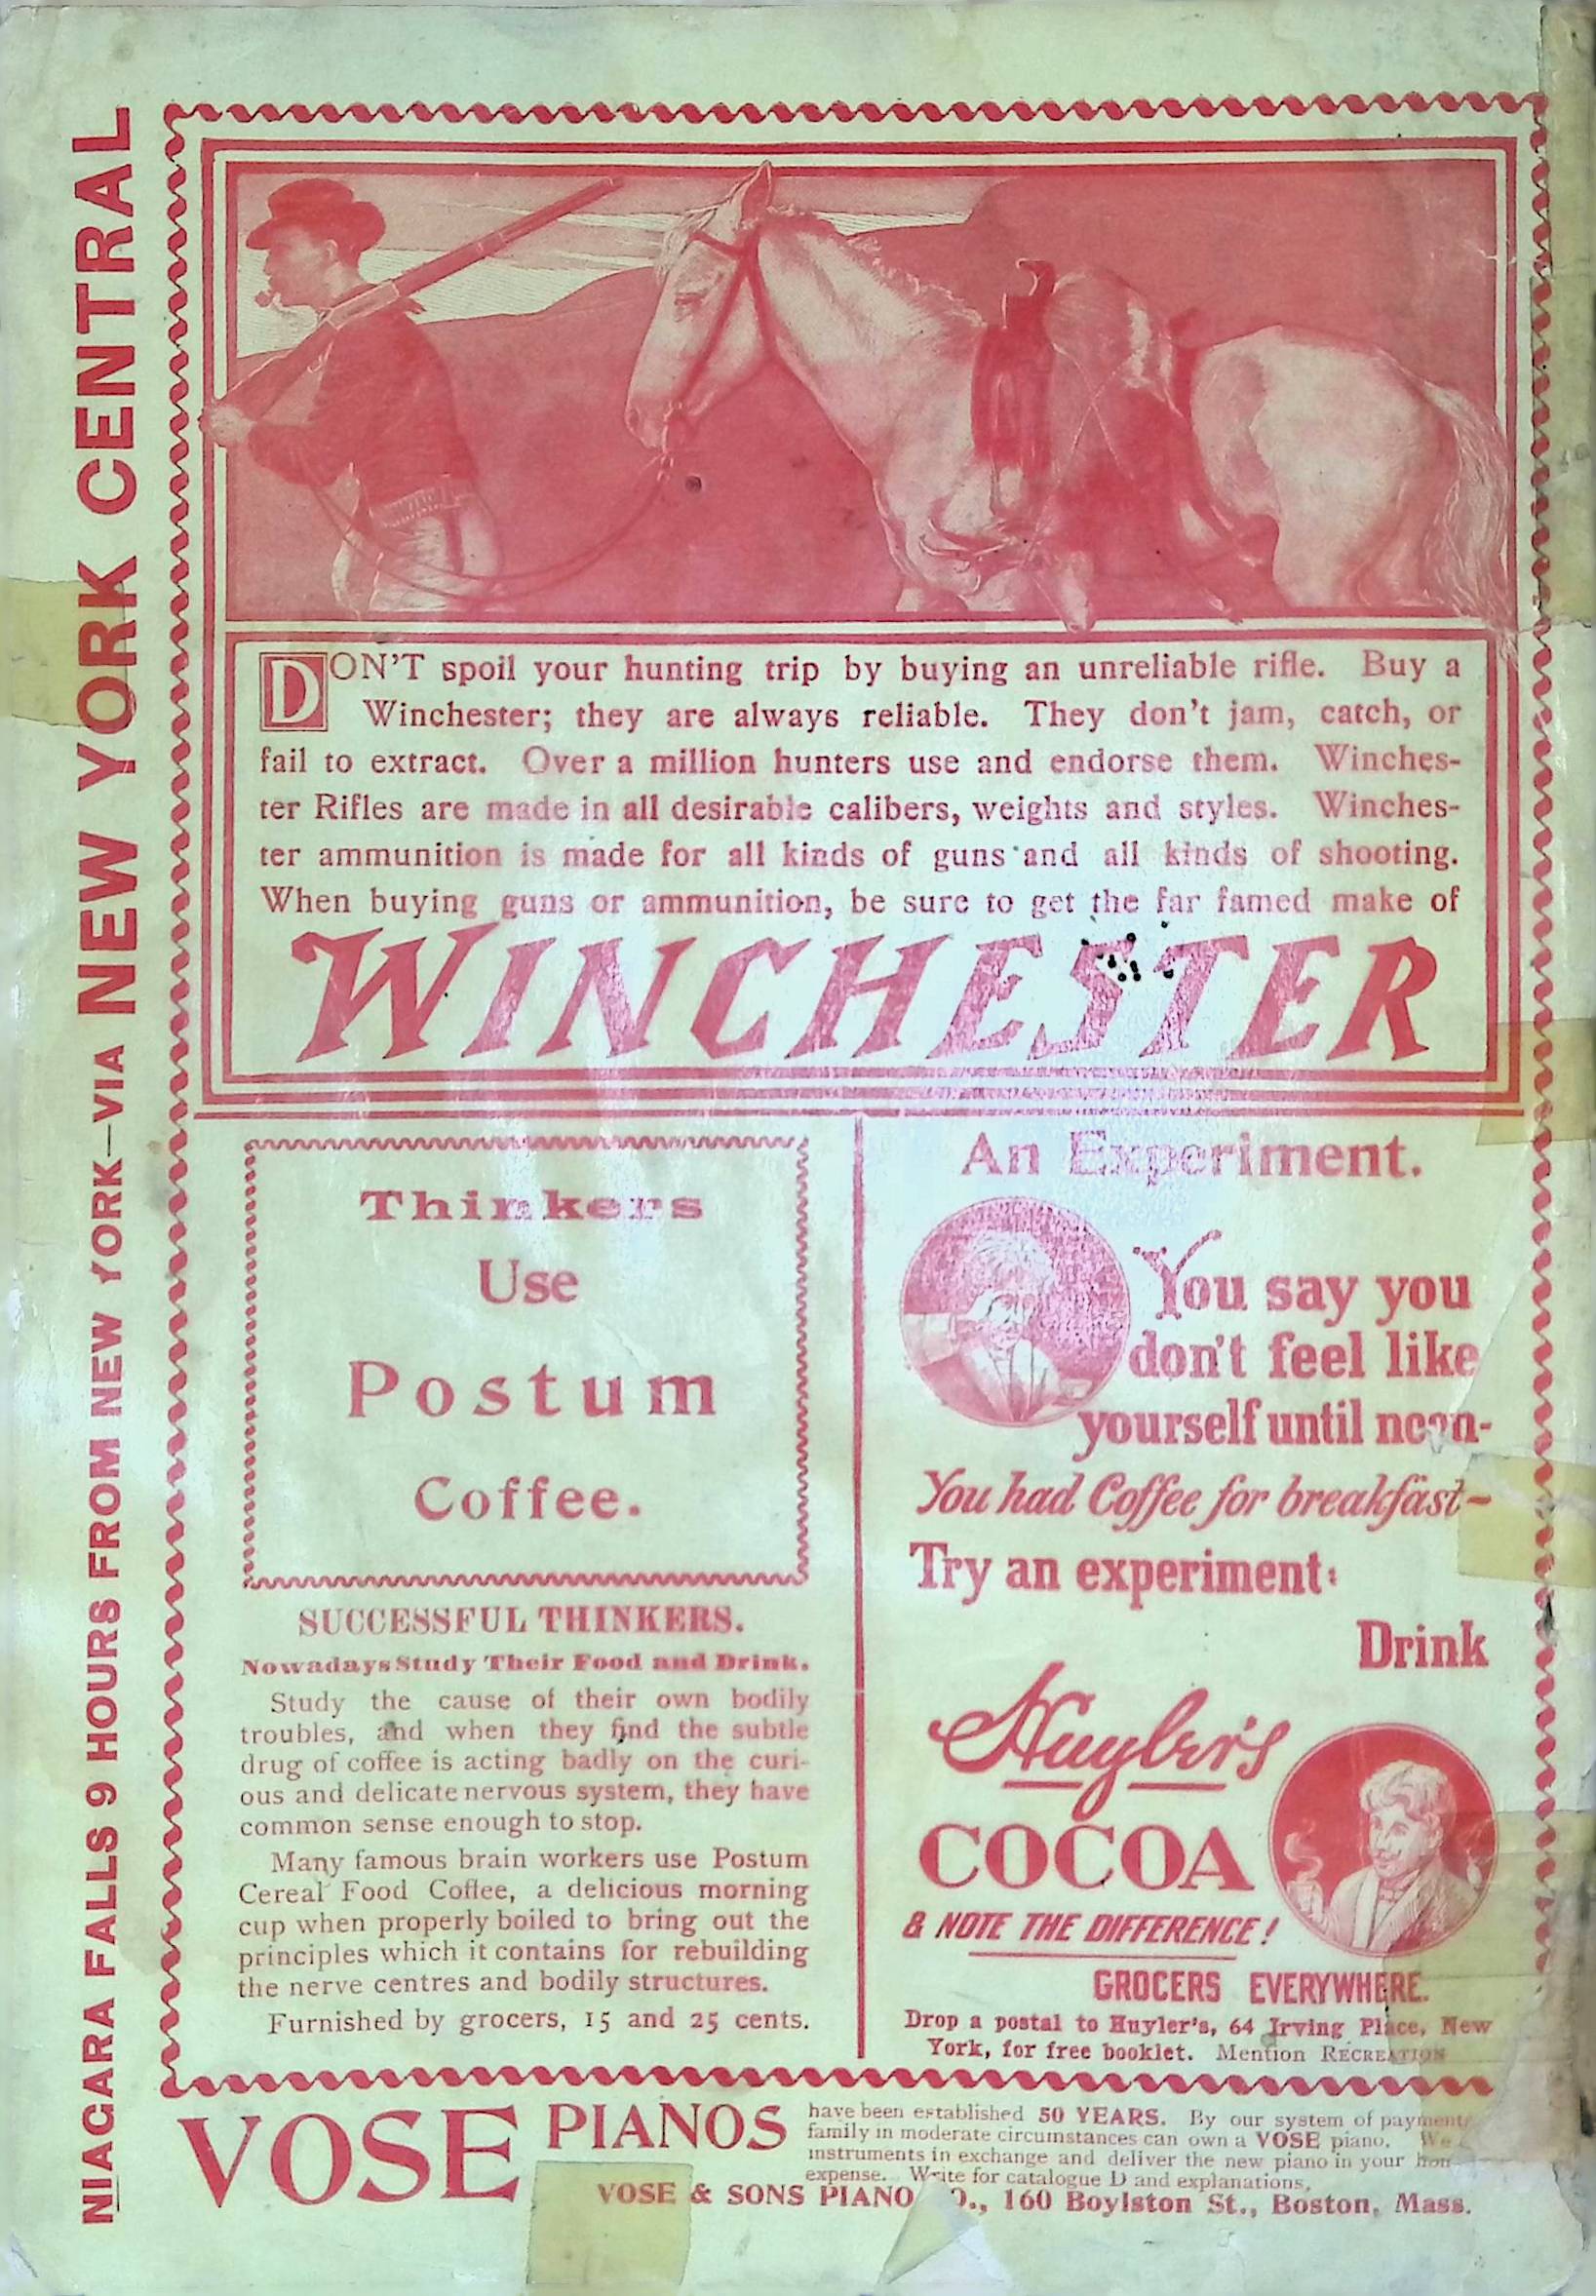 NIAGARA FALLS 9 HOURS FROM NEW YORK—VIA NEW YORK CENTRAL
DON'T spoil your hunting trip by buying an unreliable rifle. Buy a
Winchester; they are always reliable. They don't jam, catch, or
fail to extract. Over a million hunters use and endorse them. Winches-
ter Rifles are made in all desirable calibers, weights and styles. Winches-
ter ammunition is made for all kinds of guns and all kinds of shooting.
When buying guns or ammunition, be sure to get the far famed make of
WINCHESTER
Thinkers
Use
Postum
Coffee.
SUCCESSFUL THINKERS.
Nowadays Study Their Food and Drink.
Study the cause of their own bodily
troubles, and when they find the subtle
drug of coffee is acting badly on the curi-
ous and delicate nervous system, they have
common sense enough to stop.
Many famous brain workers use Postum
Cereal Food Coffee, a delicious morning
cup when properly boiled to bring out the
principles which it contains for rebuilding
the nerve centres and bodily structures.
Furnished by grocers, 15 and 25 cents.
An Experiment.
You say you
don't feel like
yourself until noon-
You had Coffee for breakfast-
Try an experiment:
Drink
Huyler's
COCOA
& NOTE THE DIFFERENCE!
GROCERS EVERYWHERE.
Drop a postal to Huyler's, 64 Irving Place, New
York, for free booklet. Mention RECREATION
VOSE PIANOS
have been established 50 YEARS. By our system of payments
family in moderate circumstances can own a VOSE piano. We
instruments in exchange and deliver the new piano in your
expense. Write for catalogue D and explanations,
VOSE & SONS PIANO 160 Boylston St., Boston, Mass.